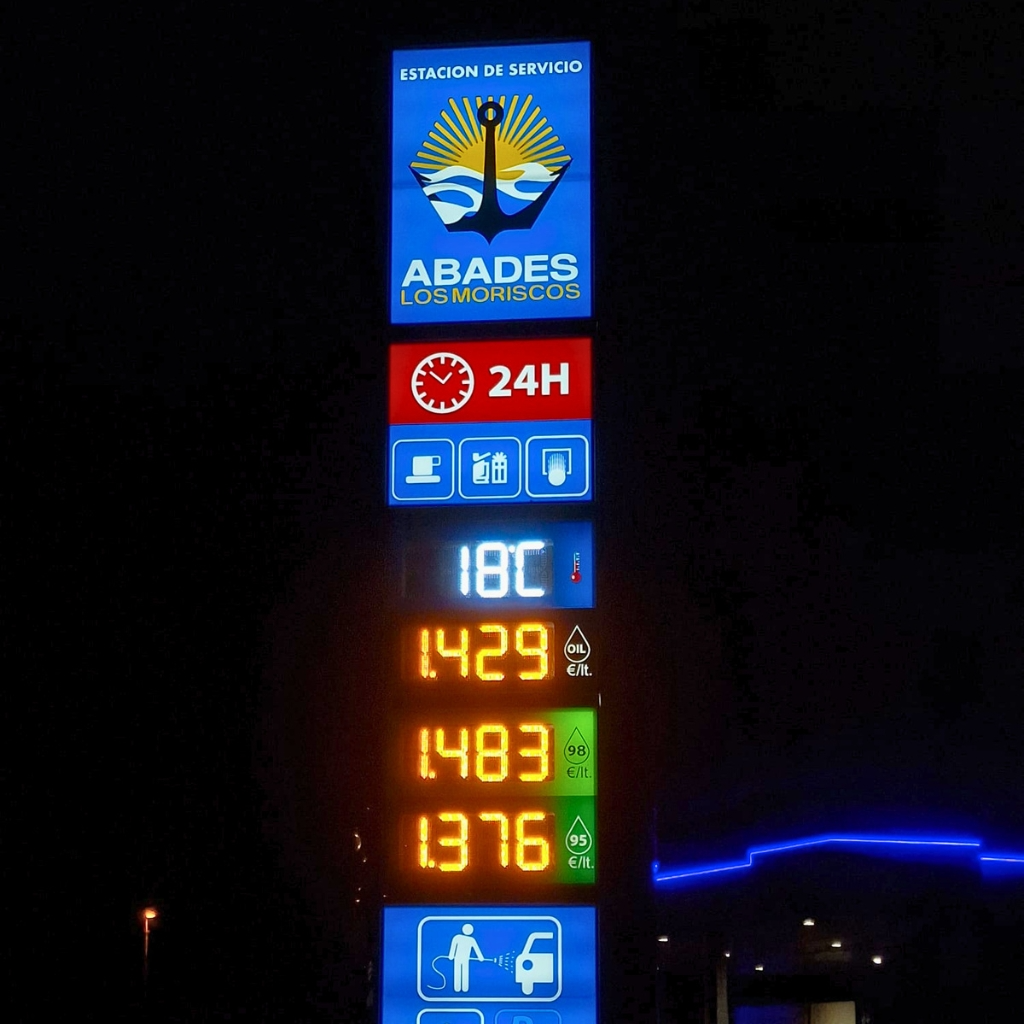 ESTACION DE SERVICIO
ABADES
LOS MORISCOS
24H
18°C
1.429 OIL €/lt.
1.483 98 €/lt.
1.376 95 €/lt.